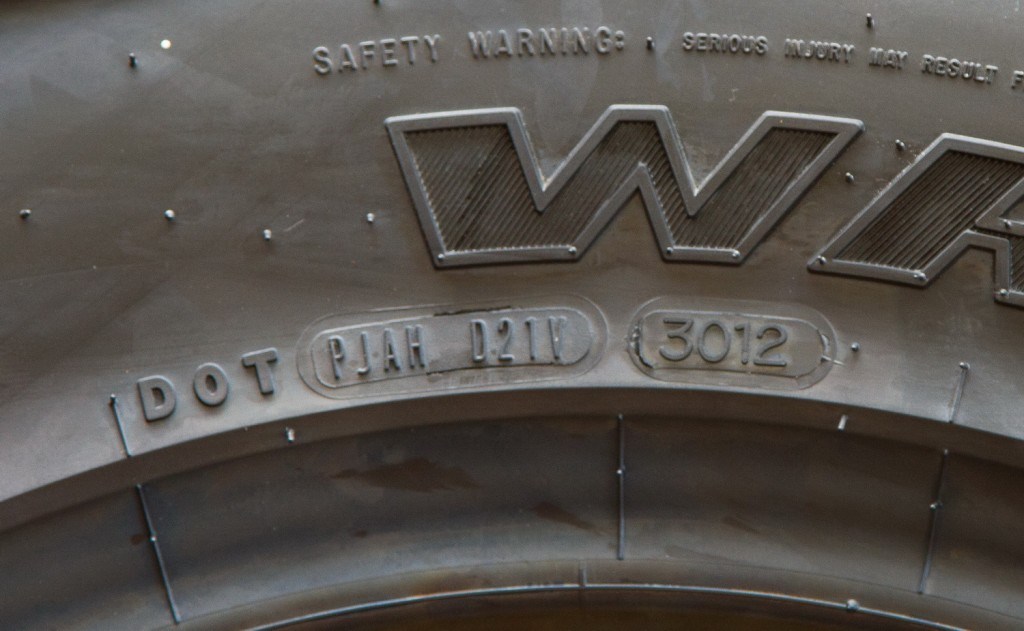 SAFETY WARNING: SERIOUS INJURY MAY RESULT F
WA
DOT PJAH D21V 3012